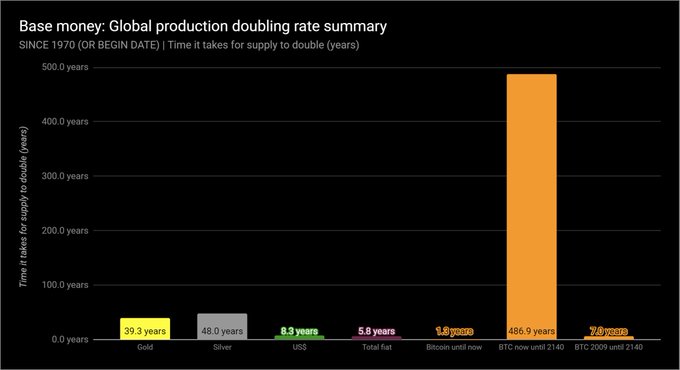 Base money: Global production doubling rate summary
SINCE 1970 (OR BEGIN DATE) | Time it takes for supply to double (years)
Time it takes for supply to double (years)
500.0 years
400.0 years
300.0 years
200.0 years
100.0 years
0.0 years
39.3 years
48.0 years
8.3 years
5.8 years
1.3 years
486.9 years
7.0 years
Gold
Silver
US$
Total fiat
Bitcoin until now
BTC now until 2140
BTC 2009 until 2140